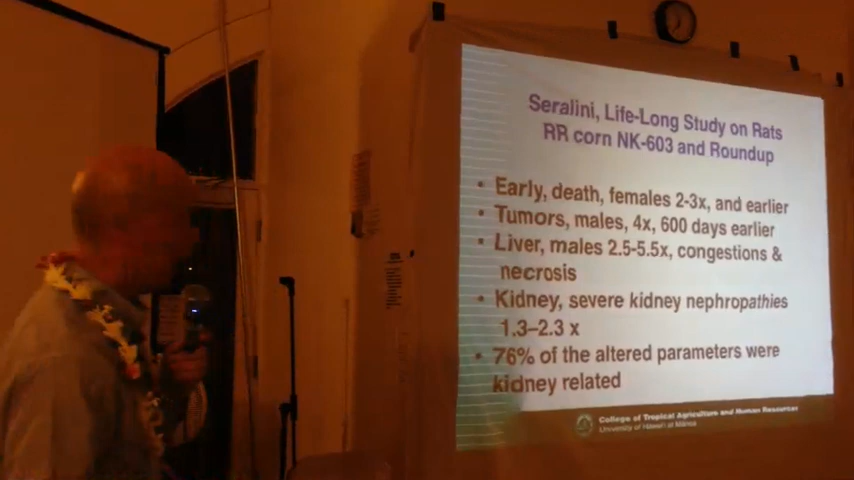 Seralini, Life-Long Study on Rats
RR corn NK-603 and Roundup
• Early, death, females 2-3x, and earlier
• Tumors, males, 4x, 600 days earlier
• Liver, males 2.5-5.5x, congestions &
necrosis
• Kidney, severe kidney nephropathies
1.3–2.3 x
• 76% of the altered parameters were
kidney related
College of Tropical Agriculture and Human Resources
University of Hawai'i at Mānoa